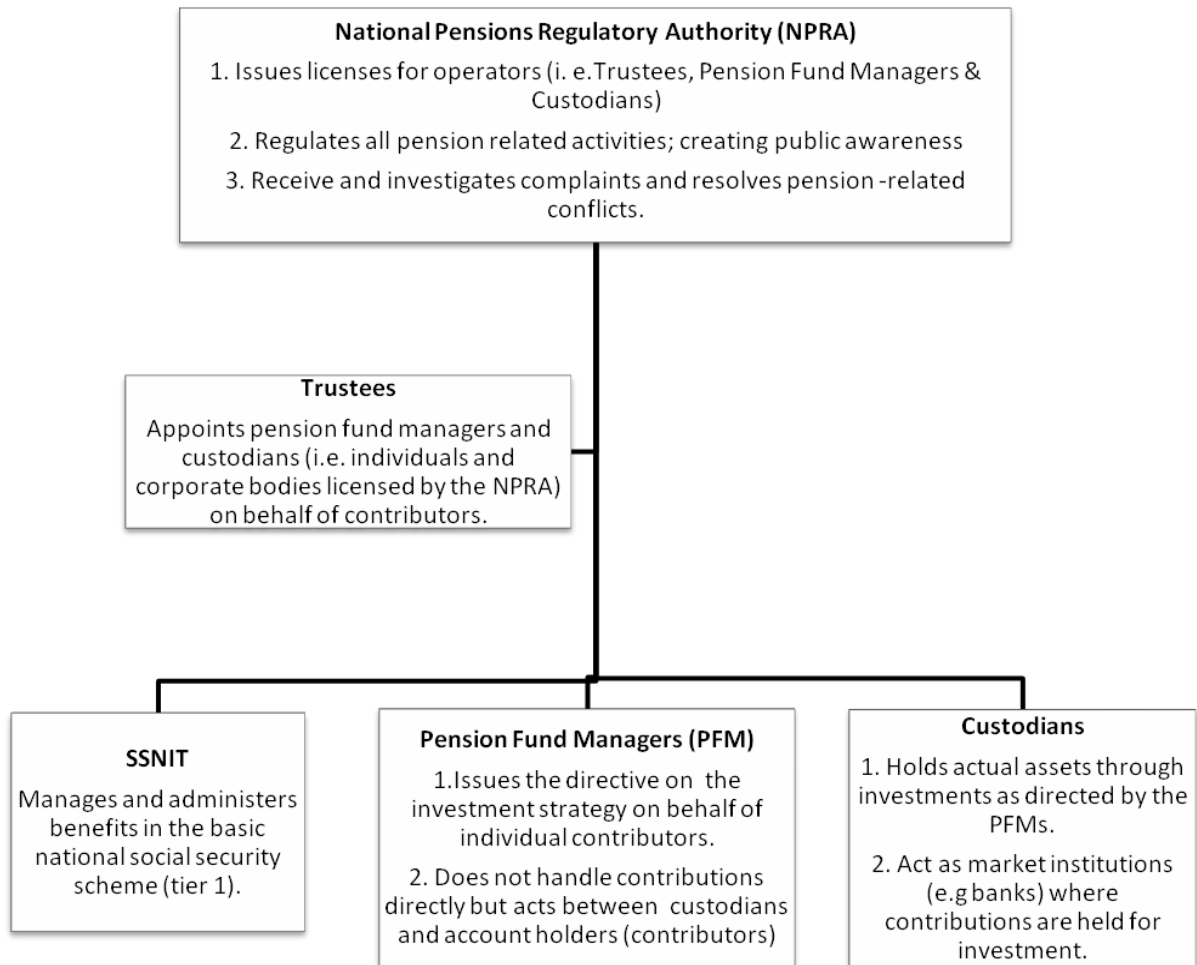 National Pensions Regulatory Authority (NPRA)
1. Issues licenses for operators (i. e.Trustees, Pension Fund Managers &
Custodians)
2. Regulates all pension related activities; creating public awareness
3. Receive and investigates complaints and resolves pension -related
conflicts.
Trustees
Appoints pension fund managers and
custodians (i.e. individuals and
corporate bodies licensed by the NPRA)
on behalf of contributors.
SSNIT
Manages and administers
benefits in the basic
national social security
scheme (tier 1).
Pension Fund Managers (PFM)
1.Issues the directive on the
investment strategy on behalf of
individual contributors.
2. Does not handle contributions
directly but acts between custodians
and account holders (contributors)
Custodians
1. Holds actual assets through
investments as directed by the
PFMs.
2. Act as market institutions
(e.g banks) where
contributions are held for
investment.